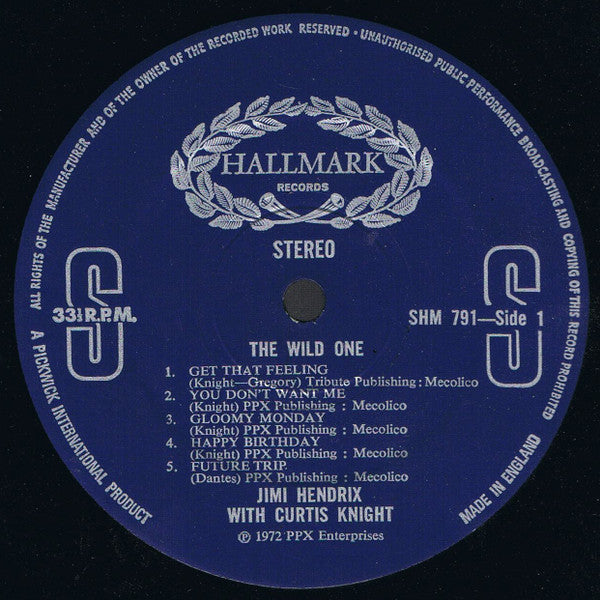 ALL RIGHTS OF THE MANUFACTURER AND OF THE OWNER OF THE RECORDED WORK RESERVED · UNAUTHORISED PUBLIC PERFORMANCE BROADCASTING AND COPYING OF THIS RECORD PROHIBITED
HALLMARK
RECORDS
STEREO
33⅓ R.P.M.
SHM 791—Side 1
THE WILD ONE
1. GET THAT FEELING
(Knight—Gregory) Tribute Publishing : Mecolico
2. YOU DON'T WANT ME
(Knight) PPX Publishing : Mecolico
3. GLOOMY MONDAY
(Knight) PPX Publishing : Mecolico
4. HAPPY BIRTHDAY
(Knight) PPX Publishing : Mecolico
5. FUTURE TRIP
(Dantes) PPX Publishing : Mecolico
JIMI HENDRIX
WITH CURTIS KNIGHT
℗ 1972 PPX Enterprises
A PICKWICK INTERNATIONAL PRODUCT
MADE IN ENGLAND